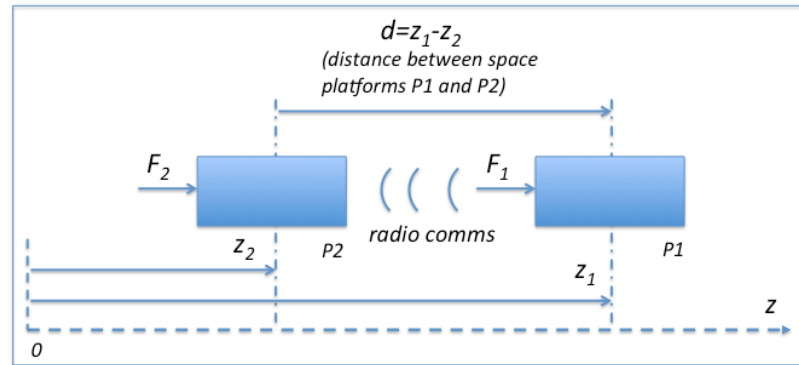 d=z₁-z₂
(distance between space
platforms P1 and P2)
F₂
F₁
radio comms
P2
P1
z₂
z₁
z
0